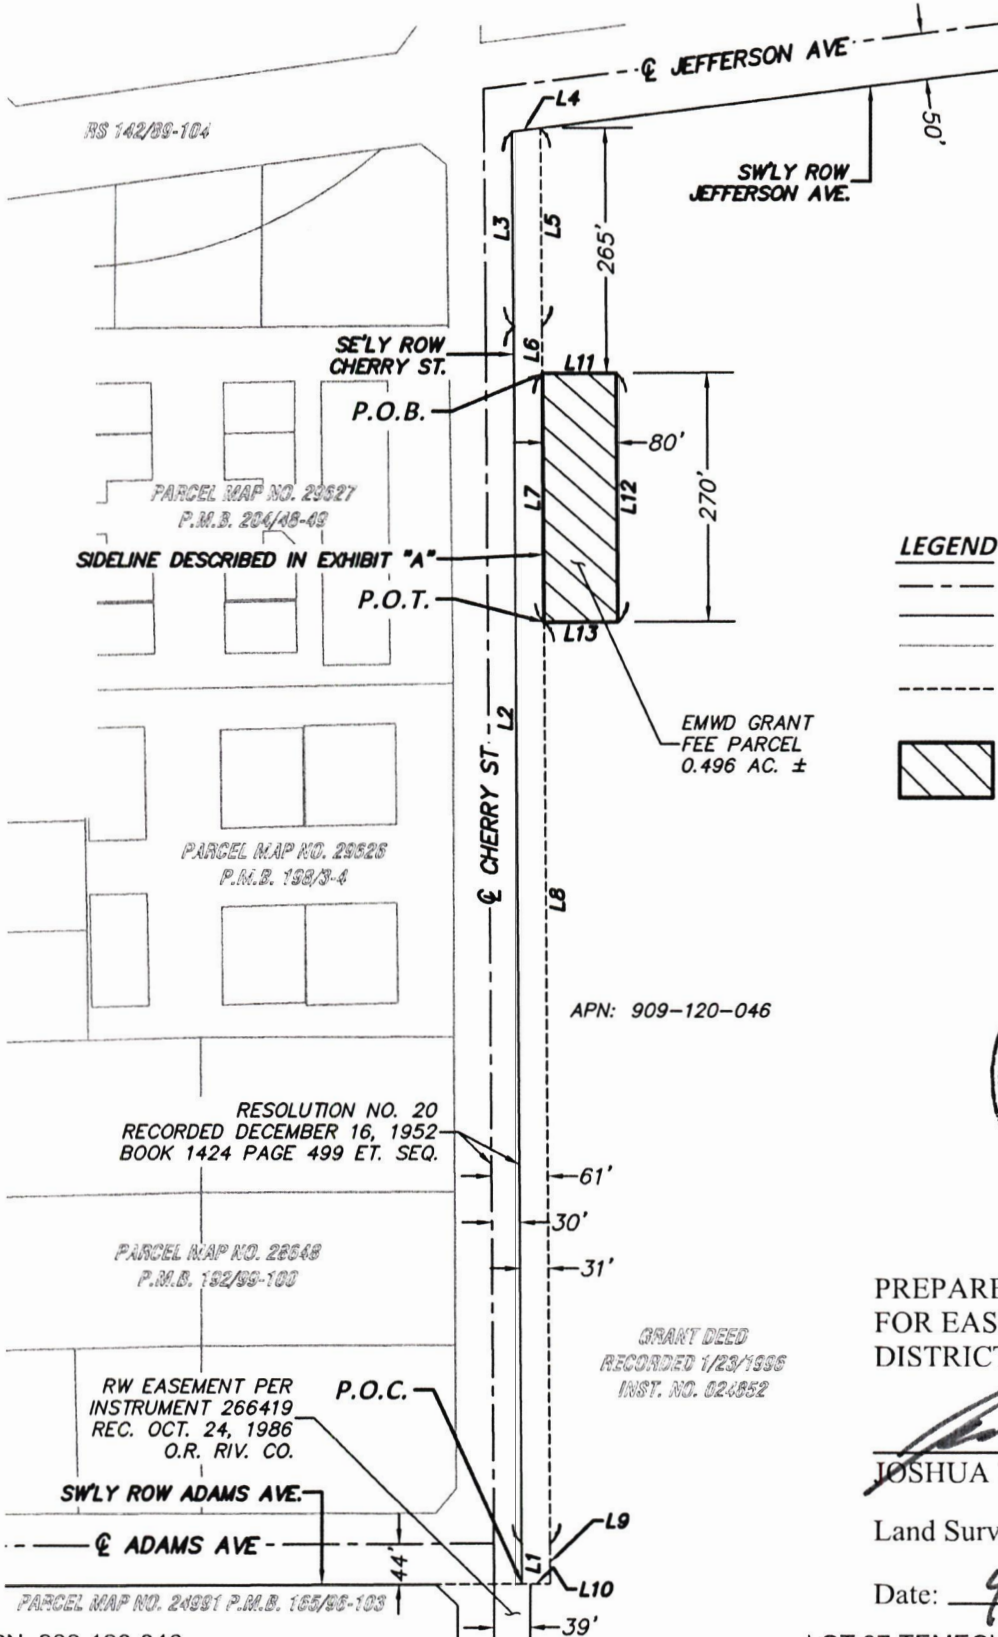 ℄ JEFFERSON AVE
L4
50'
RS 142/89-104
SW'LY ROW
JEFFERSON AVE.
L3
L5
265'
SE'LY ROW
CHERRY ST.
L6
L11
P.O.B.
80'
270'
L7
L12
PARCEL MAP NO. 29627
P.M.B. 204/48-49
SIDELINE DESCRIBED IN EXHIBIT "A"
LEGEND
P.O.T.
L13
L2
EMWD GRANT
FEE PARCEL
0.496 AC. ±
℄ CHERRY ST
PARCEL MAP NO. 29626
P.M.B. 198/3-4
L8
APN: 909-120-046
RESOLUTION NO. 20
RECORDED DECEMBER 16, 1952
BOOK 1424 PAGE 499 ET. SEQ.
61'
30'
31'
PARCEL MAP NO. 28648
P.M.B. 192/99-100
PREPARE
FOR EAS
DISTRICT
GRANT DEED
RECORDED 1/23/1996
INST. NO. 024852
RW EASEMENT PER
INSTRUMENT 266419
REC. OCT. 24, 1986
O.R. RIV. CO.
P.O.C.
JOSHUA
SW'LY ROW ADAMS AVE.
L9
Land Surv
℄ ADAMS AVE
44'
L1
L10
Date:
PARCEL MAP NO. 24991 P.M.B. 165/96-103
39'